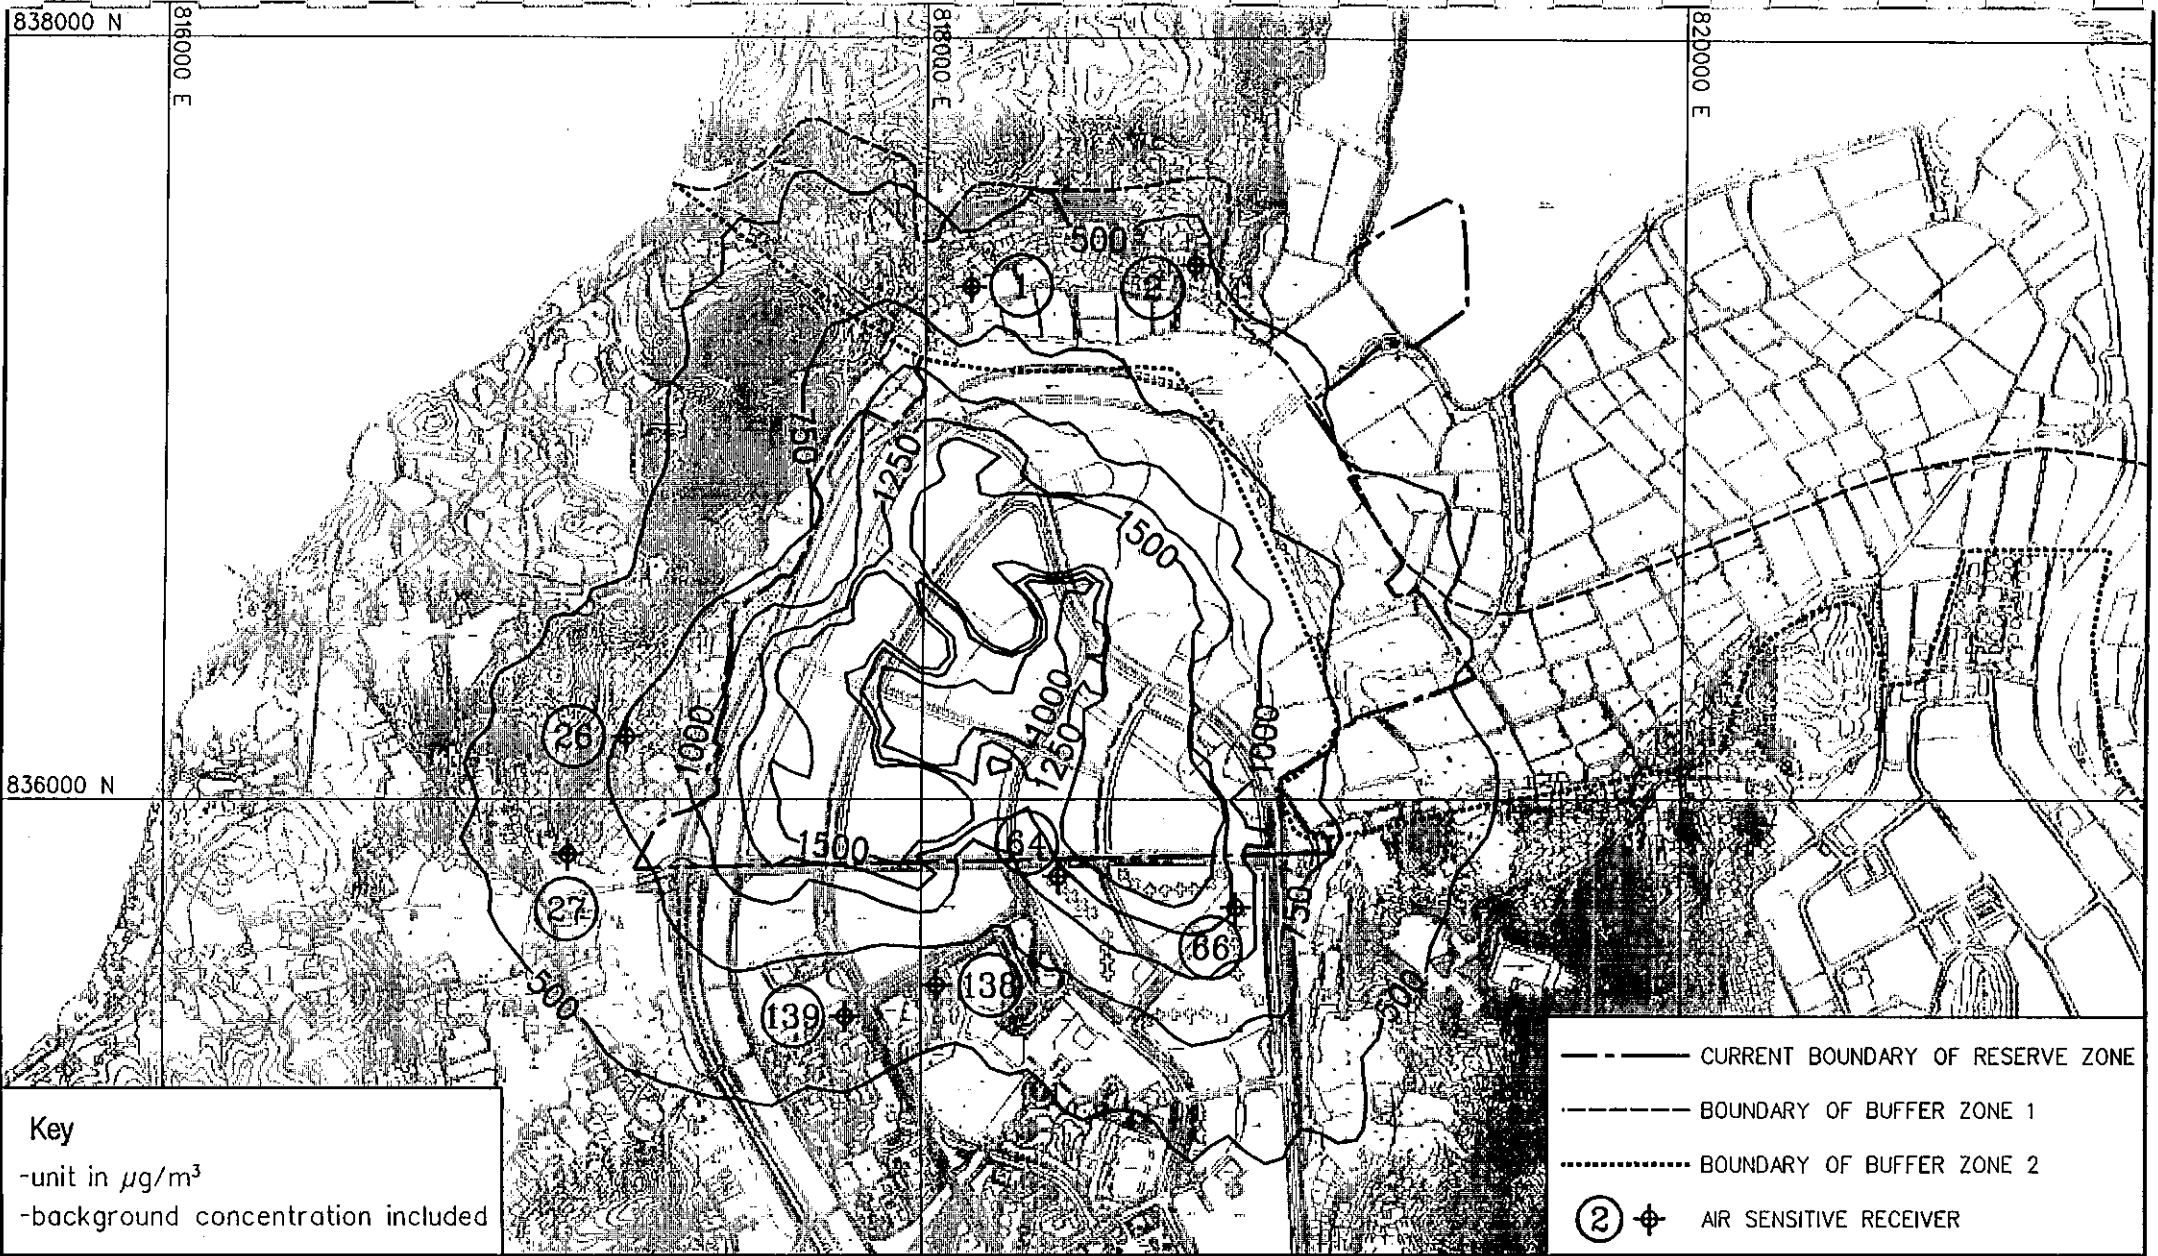 838000 N
816000 E
818000 E
820000 E
500
1
2
750
1250
1500
26
1000
1000
1250
1000
836000 N
1500
64
27
750
66
500
138
500
139
CURRENT BOUNDARY OF RESERVE ZONE
BOUNDARY OF BUFFER ZONE 1
BOUNDARY OF BUFFER ZONE 2
2 AIR SENSITIVE RECEIVER
Key
-unit in µg/m³
-background concentration included